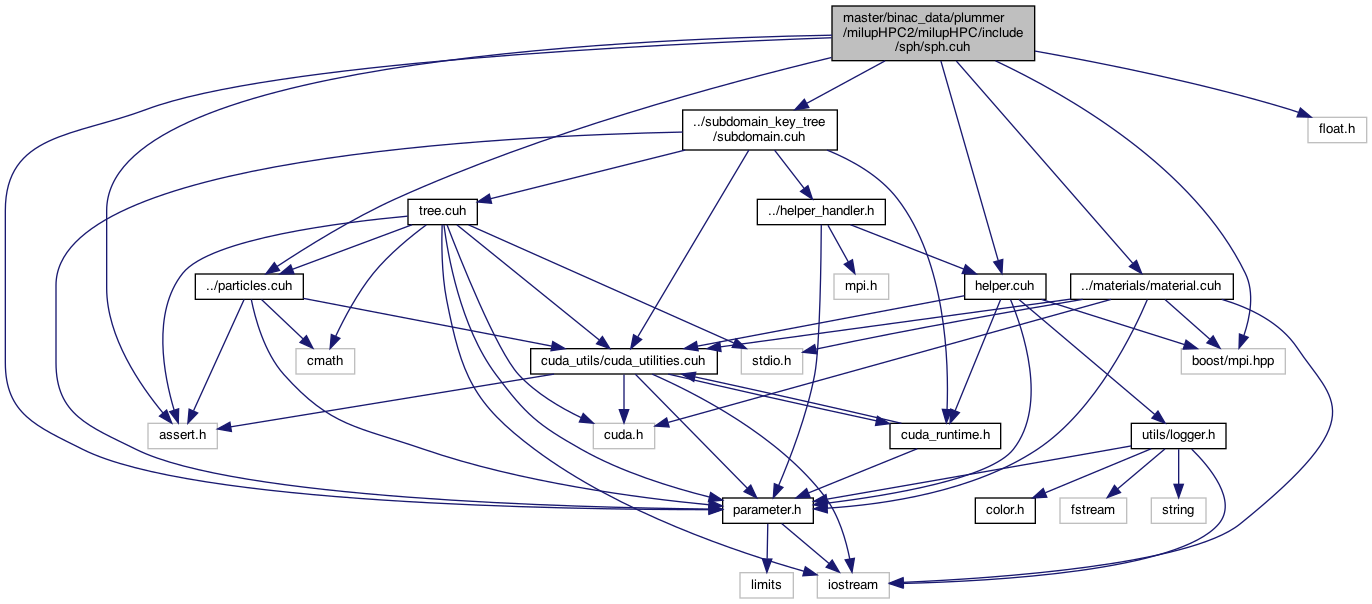 master/binac_data/plummer
/milupHPC2/milupHPC/include
/sph/sph.cuh
../subdomain_key_tree
/subdomain.cuh
float.h
tree.cuh
../helper_handler.h
../particles.cuh
mpi.h
helper.cuh
../materials/material.cuh
cmath
cuda_utils/cuda_utilities.cuh
stdio.h
boost/mpi.hpp
assert.h
cuda.h
cuda_runtime.h
utils/logger.h
parameter.h
color.h
fstream
string
limits
iostream